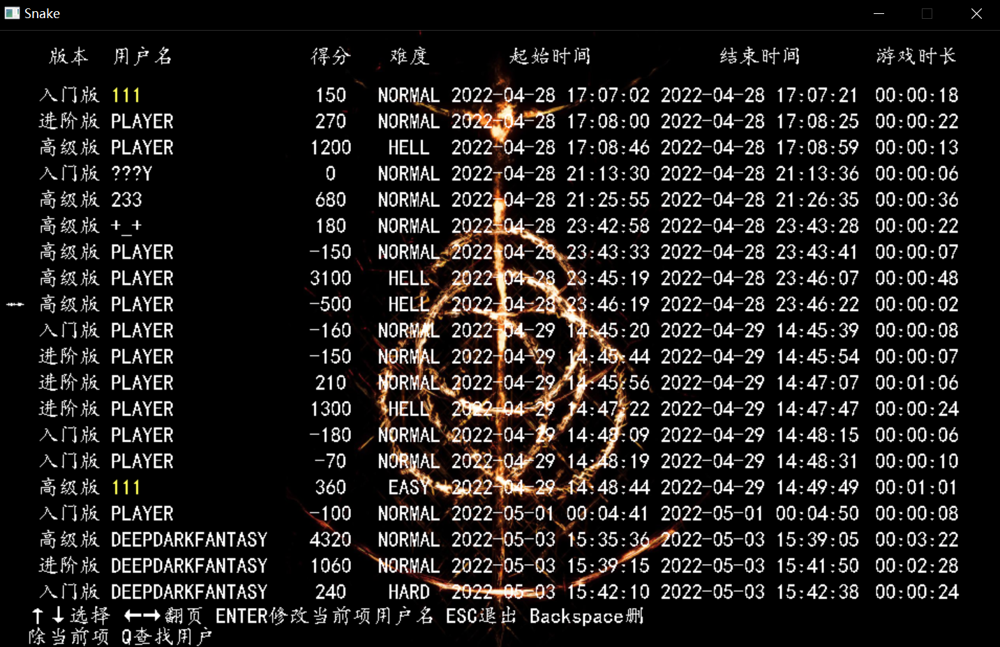 Snake
版本 用户名 得分 难度 起始时间 结束时间 游戏时长
入门版 111 150 NORMAL 2022-04-28 17:07:02 2022-04-28 17:07:21 00:00:18
进阶版 PLAYER 270 NORMAL 2022-04-28 17:08:00 2022-04-28 17:08:25 00:00:22
高级版 PLAYER 1200 HELL 2022-04-28 17:08:46 2022-04-28 17:08:59 00:00:13
入门版 ???Y 0 NORMAL 2022-04-28 21:13:30 2022-04-28 21:13:36 00:00:06
高级版 233 680 NORMAL 2022-04-28 21:25:55 2022-04-28 21:26:35 00:00:36
高级版 +_+ 180 NORMAL 2022-04-28 23:42:58 2022-04-28 23:43:28 00:00:22
高级版 PLAYER -150 NORMAL 2022-04-28 23:43:33 2022-04-28 23:43:41 00:00:07
高级版 PLAYER 3100 HELL 2022-04-28 23:45:19 2022-04-28 23:46:07 00:00:48
高级版 PLAYER -500 HELL 2022-04-28 23:46:19 2022-04-28 23:46:22 00:00:02
入门版 PLAYER -160 NORMAL 2022-04-29 14:45:20 2022-04-29 14:45:39 00:00:08
进阶版 PLAYER -150 NORMAL 2022-04-29 14:45:44 2022-04-29 14:45:54 00:00:07
进阶版 PLAYER 210 NORMAL 2022-04-29 14:45:56 2022-04-29 14:47:07 00:01:06
进阶版 PLAYER 1300 HELL 2022-04-29 14:47:22 2022-04-29 14:47:47 00:00:24
入门版 PLAYER -180 NORMAL 2022-04-29 14:48:09 2022-04-29 14:48:15 00:00:06
入门版 PLAYER -70 NORMAL 2022-04-29 14:48:19 2022-04-29 14:48:31 00:00:10
高级版 111 360 EASY 2022-04-29 14:48:44 2022-04-29 14:49:49 00:01:01
入门版 PLAYER -100 NORMAL 2022-05-01 00:04:41 2022-05-01 00:04:50 00:00:08
高级版 DEEPDARKFANTASY 4320 NORMAL 2022-05-03 15:35:36 2022-05-03 15:39:05 00:03:22
进阶版 DEEPDARKFANTASY 1060 NORMAL 2022-05-03 15:39:15 2022-05-03 15:41:50 00:02:28
入门版 DEEPDARKFANTASY 240 HARD 2022-05-03 15:42:10 2022-05-03 15:42:38 00:00:24
↑↓选择 ←→翻页 ENTER修改当前项用户名 ESC退出 Backspace删
除当前项 Q查找用户